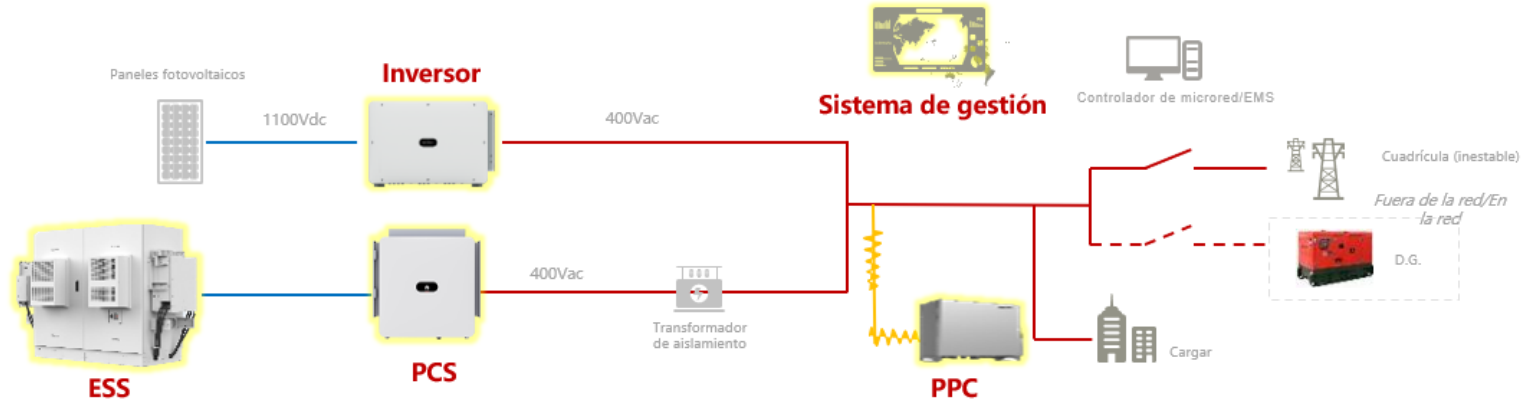 Paneles fotovoltaicos
Inversor
Sistema de gestión
Controlador de microred/EMS
1100Vdc
400Vac
Cuadrícula (inestable)
Fuera de la red/En
la red
D.G.
400Vac
Transformador
de aislamiento
Cargar
ESS
PCS
PPC